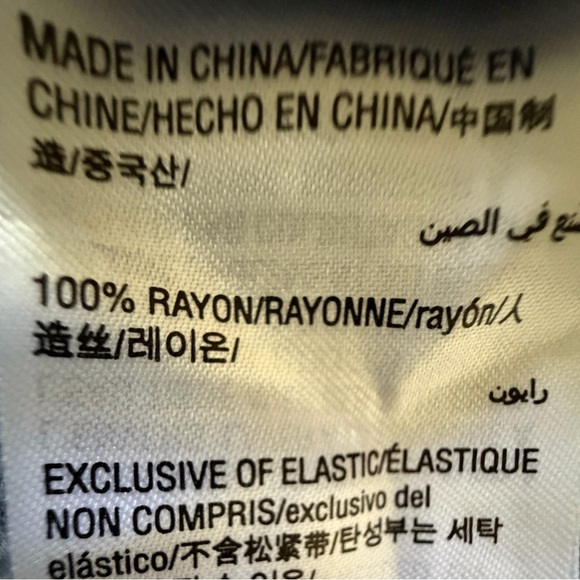 MADE IN CHINA/FABRIQUÉ EN
CHINE/HECHO EN CHINA/中国制
造/중국산/
في الصين
100% RAYON/RAYONNE/rayón/人
造丝/레이온/
رايون
EXCLUSIVE OF ELASTIC/ÉLASTIQUE
NON COMPRIS/exclusivo del
elástico/不含松紧带/탄성부는 세탁